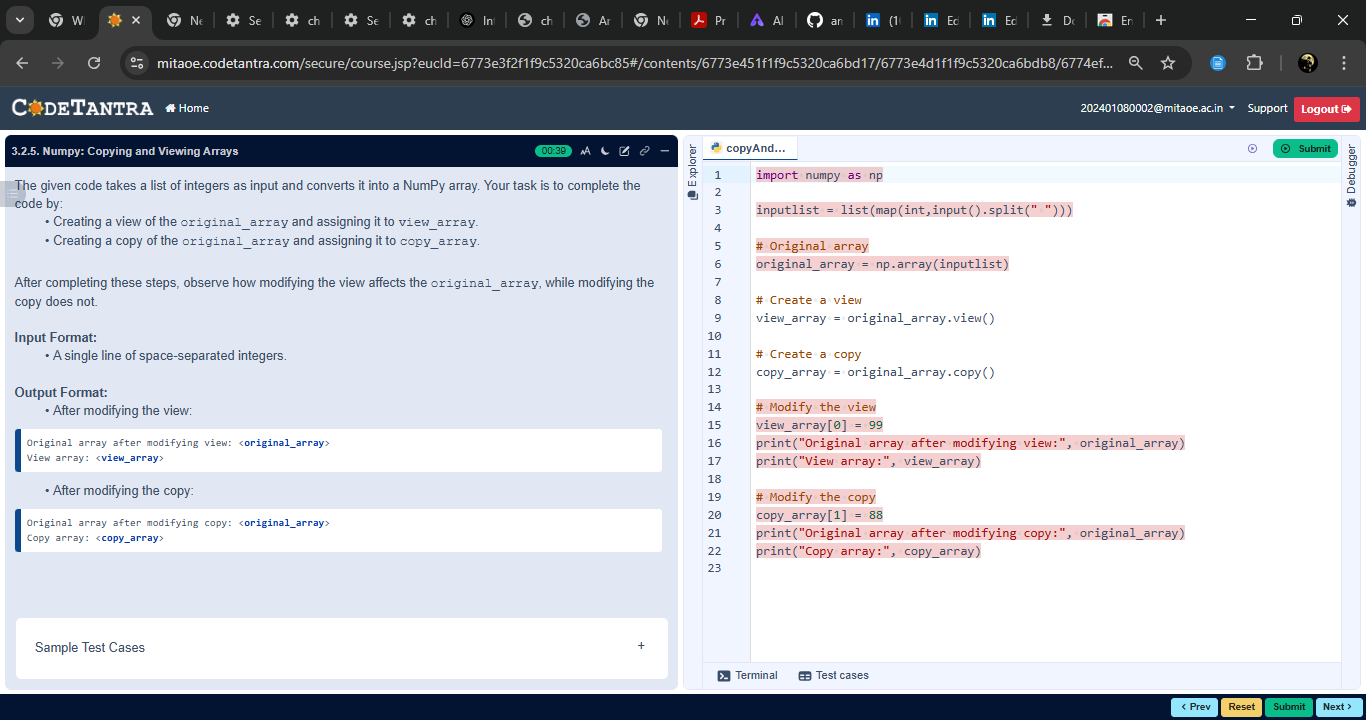 WI
Ne
Se
ch
Se
ch
In
ch
Ar
Ne
Pr
AI
an
(1(
Ed
Ed
Do
En
mitaoe.codetantra.com/secure/course.jsp?eucId=6773e3f2f1f9c5320ca6bc85#/contents/6773e451f1f9c5320ca6bd17/6773e4d1f1f9c5320ca6bdb8/6774ef...
CODETANTRA
Home
202401080002@mitaoe.ac.in
Support
Logout
3.2.5. Numpy: Copying and Viewing Arrays
00:39
AA
The given code takes a list of integers as input and converts it into a NumPy array. Your task is to complete the
code by:
• Creating a view of the original_array and assigning it to view_array.
• Creating a copy of the original_array and assigning it to copy_array.
After completing these steps, observe how modifying the view affects the original_array, while modifying the
copy does not.
Input Format:
• A single line of space-separated integers.
Output Format:
• After modifying the view:
Original array after modifying view: <original_array>
View array: <view_array>
• After modifying the copy:
Original array after modifying copy: <original_array>
Copy array: <copy_array>
Sample Test Cases
+
Explorer
copyAnd...
Submit
Debugger
1 import numpy as np
2
3 inputlist = list(map(int,input().split(" ")))
4
5 # Original array
6 original_array = np.array(inputlist)
7
8 # Create a view
9 view_array = original_array.view()
10
11 # Create a copy
12 copy_array = original_array.copy()
13
14 # Modify the view
15 view_array[0] = 99
16 print("Original array after modifying view:", original_array)
17 print("View array:", view_array)
18
19 # Modify the copy
20 copy_array[1] = 88
21 print("Original array after modifying copy:", original_array)
22 print("Copy array:", copy_array)
23
Terminal
Test cases
< Prev
Reset
Submit
Next >